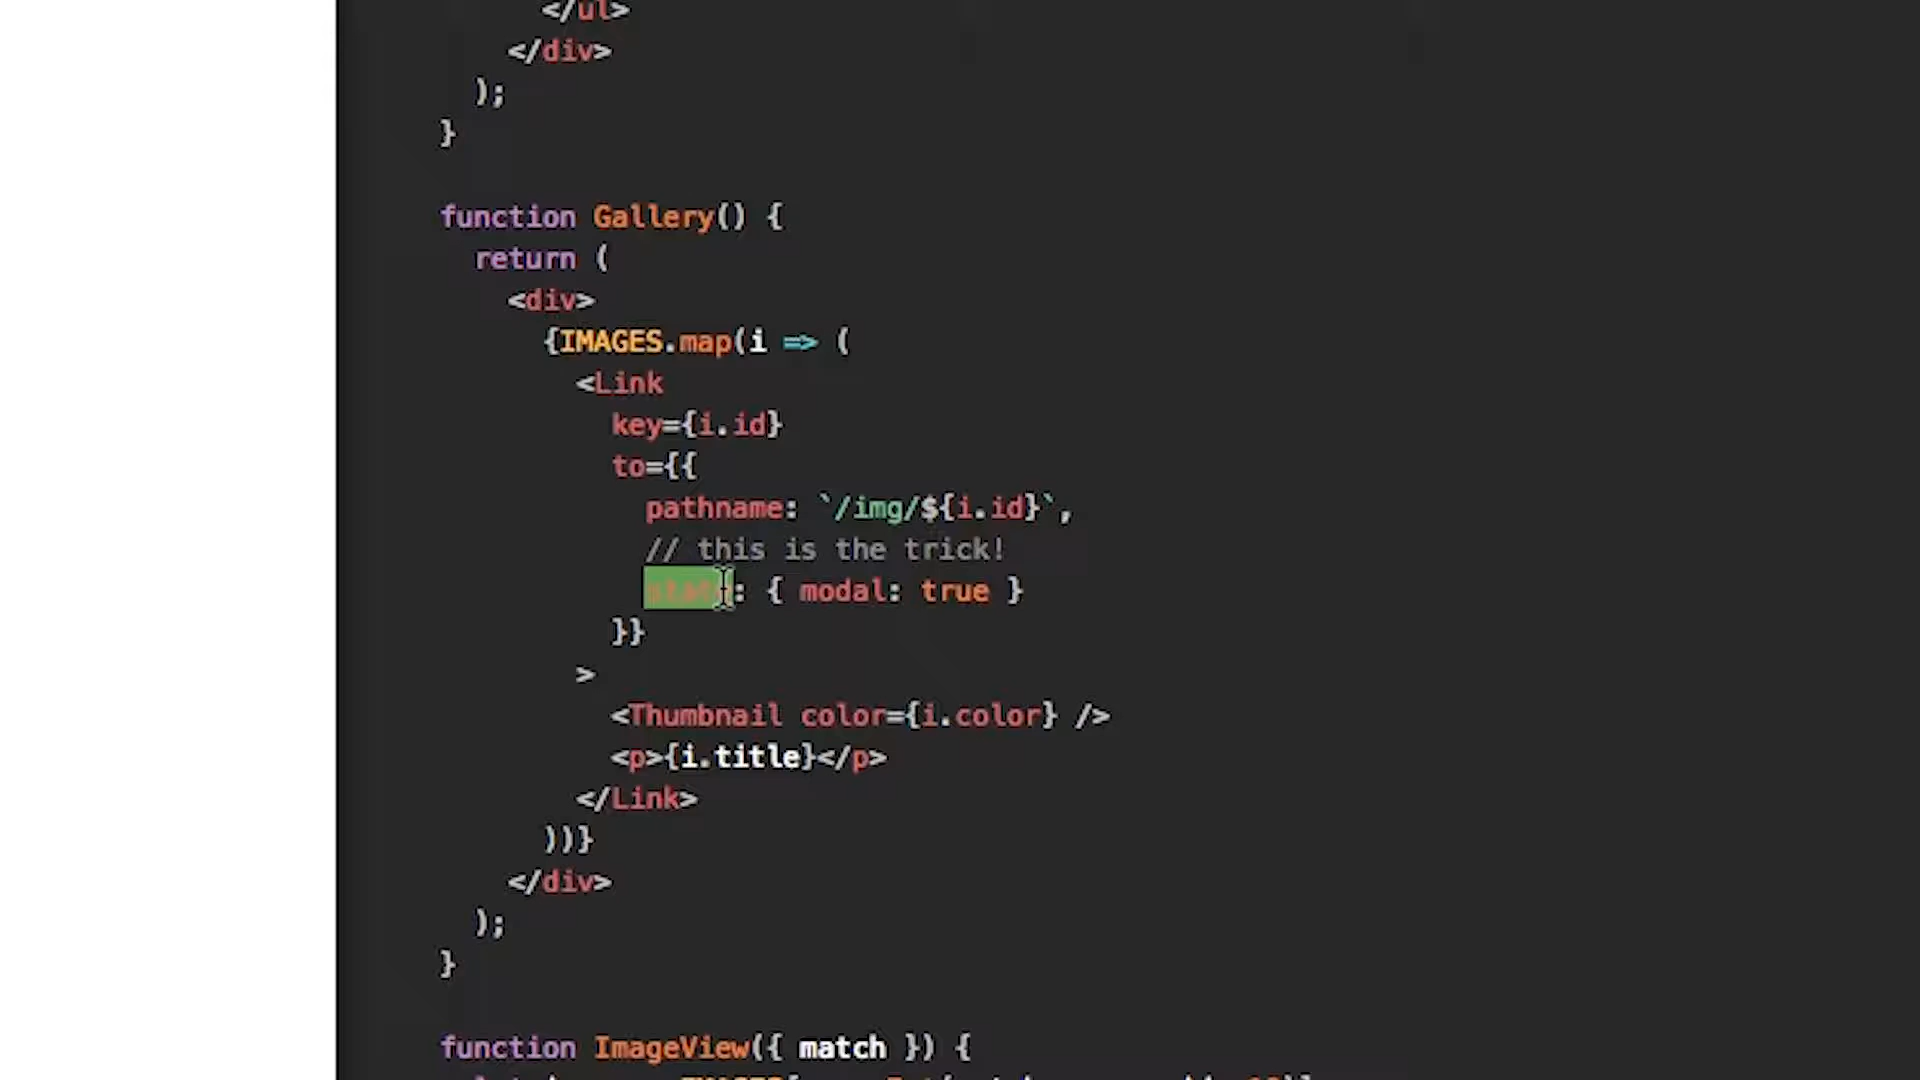 </ul>
</div>
);
}
function Gallery() {
return (
<div>
{IMAGES.map(i => (
<Link
key={i.id}
to={{
pathname: `/img/${i.id}`,
// this is the trick!
state: { modal: true }
}}
>
<Thumbnail color={i.color} />
<p>{i.title}</p>
</Link>
))}
</div>
);
}
function ImageView({ match }) {